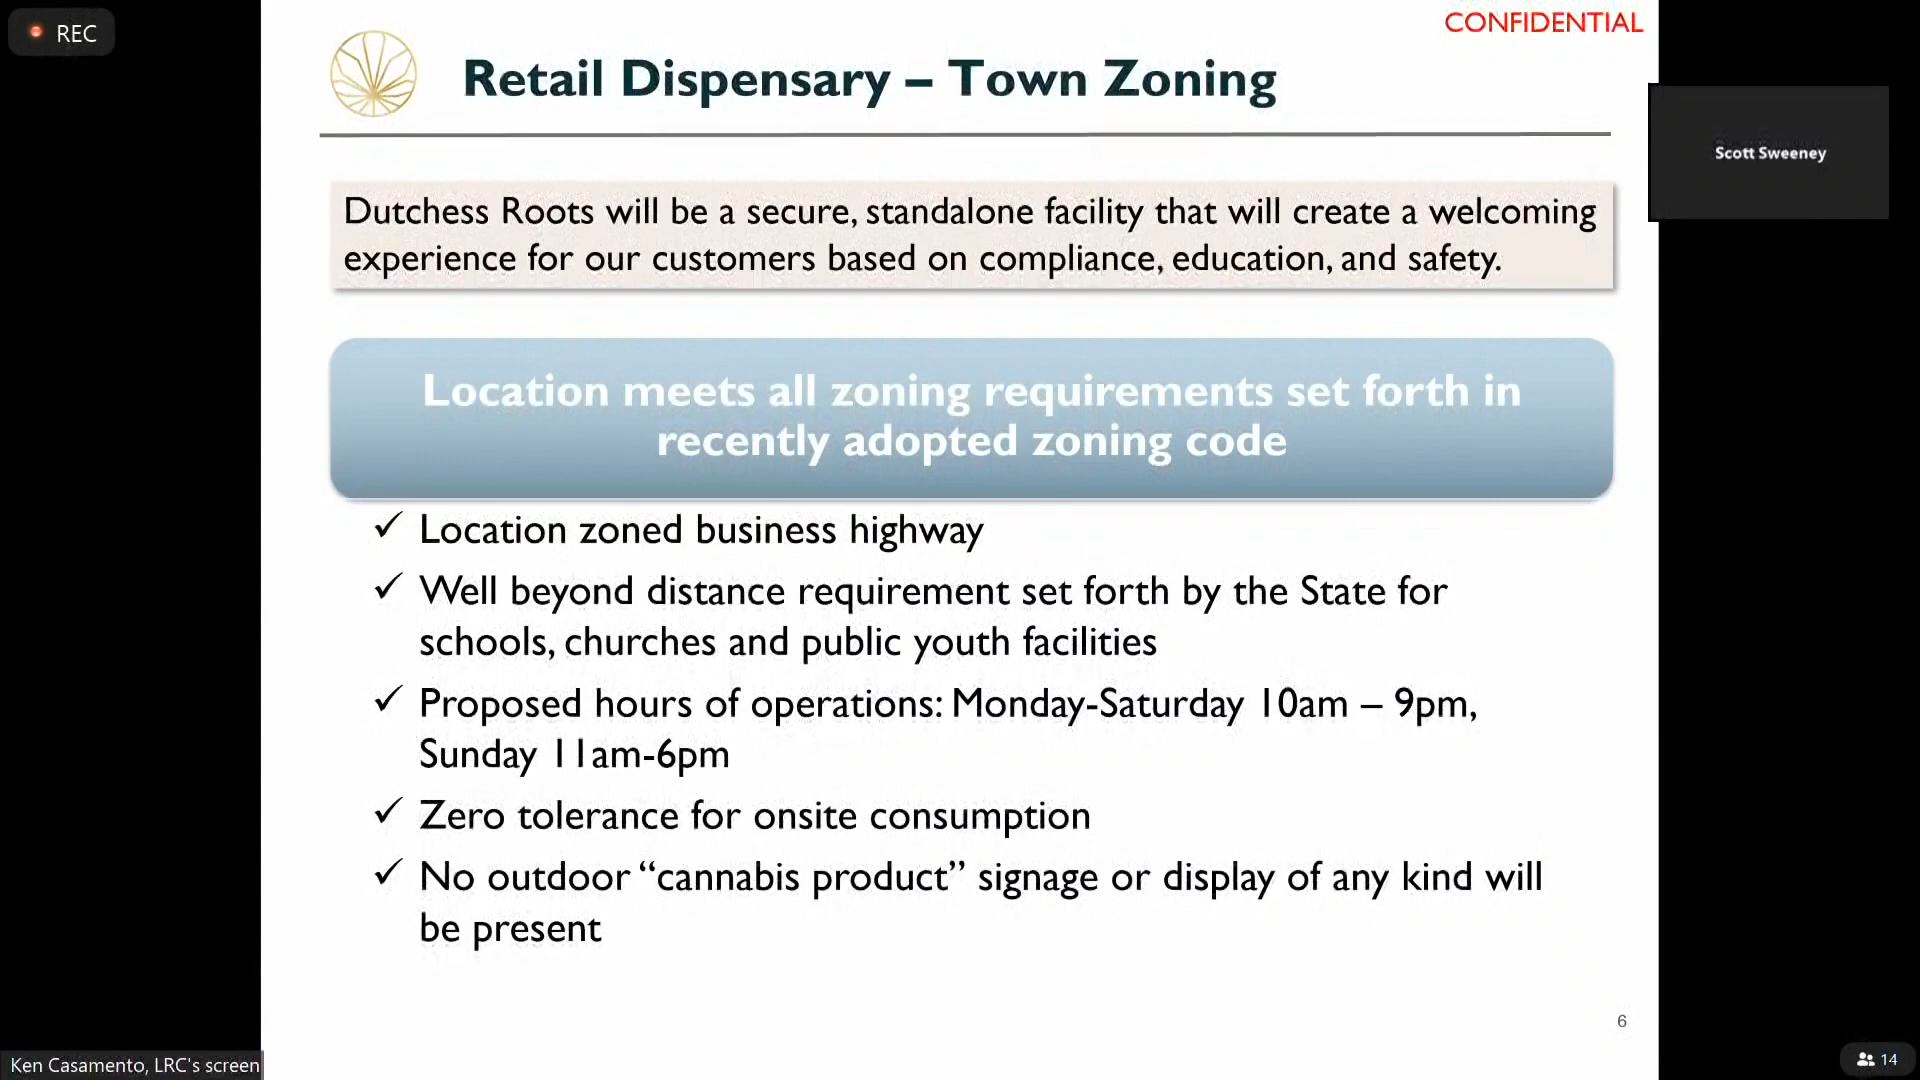 REC
CONFIDENTIAL
Retail Dispensary – Town Zoning
Scott Sweeney
Dutchess Roots will be a secure, standalone facility that will create a welcoming
experience for our customers based on compliance, education, and safety.
Location meets all zoning requirements set forth in
recently adopted zoning code
✓ Location zoned business highway
✓ Well beyond distance requirement set forth by the State for
schools, churches and public youth facilities
✓ Proposed hours of operations: Monday-Saturday 10am – 9pm,
Sunday 11am-6pm
✓ Zero tolerance for onsite consumption
✓ No outdoor “cannabis product” signage or display of any kind will
be present
6
Ken Casamento, LRC's screen
14